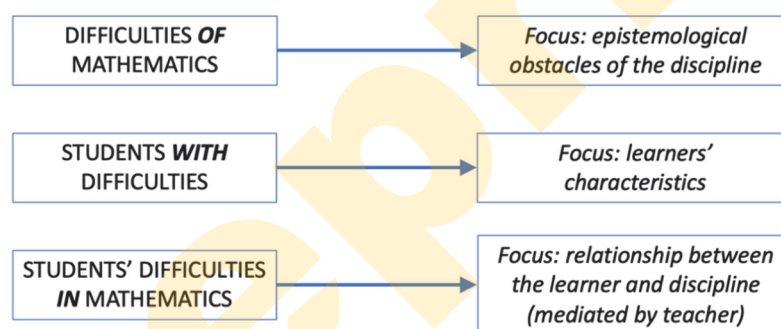 DIFFICULTIES OF
MATHEMATICS
Focus: epistemological
obstacles of the discipline
STUDENTS WITH
DIFFICULTIES
Focus: learners’
characteristics
STUDENTS’ DIFFICULTIES
IN MATHEMATICS
Focus: relationship between
the learner and discipline
(mediated by teacher)